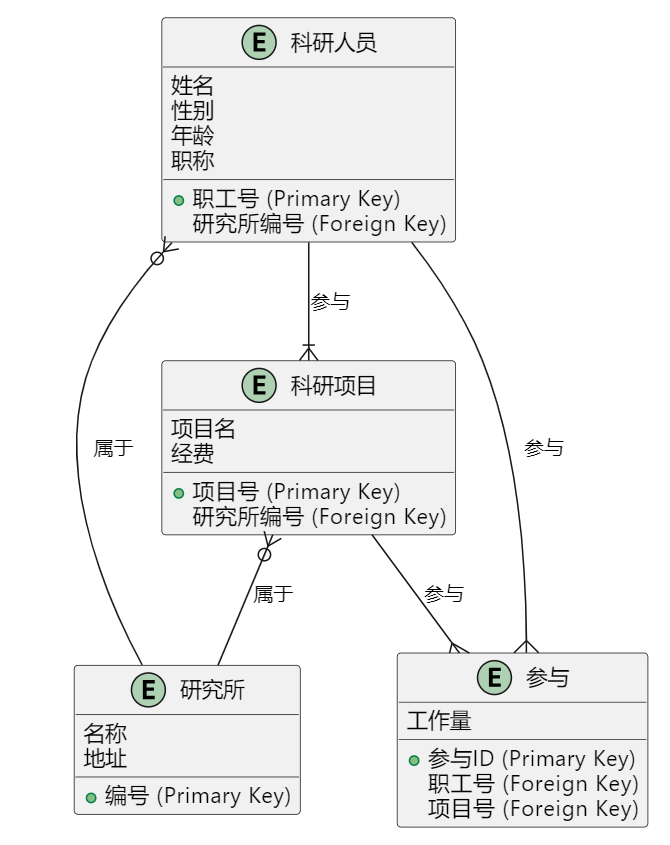 E 科研人员
姓名
性别
年龄
职称
职工号 (Primary Key)
研究所编号 (Foreign Key)
参与
E 科研项目
项目名
经费
项目号 (Primary Key)
研究所编号 (Foreign Key)
属于
参与
属于
参与
E 研究所
名称
地址
编号 (Primary Key)
E 参与
工作量
参与ID (Primary Key)
职工号 (Foreign Key)
项目号 (Foreign Key)